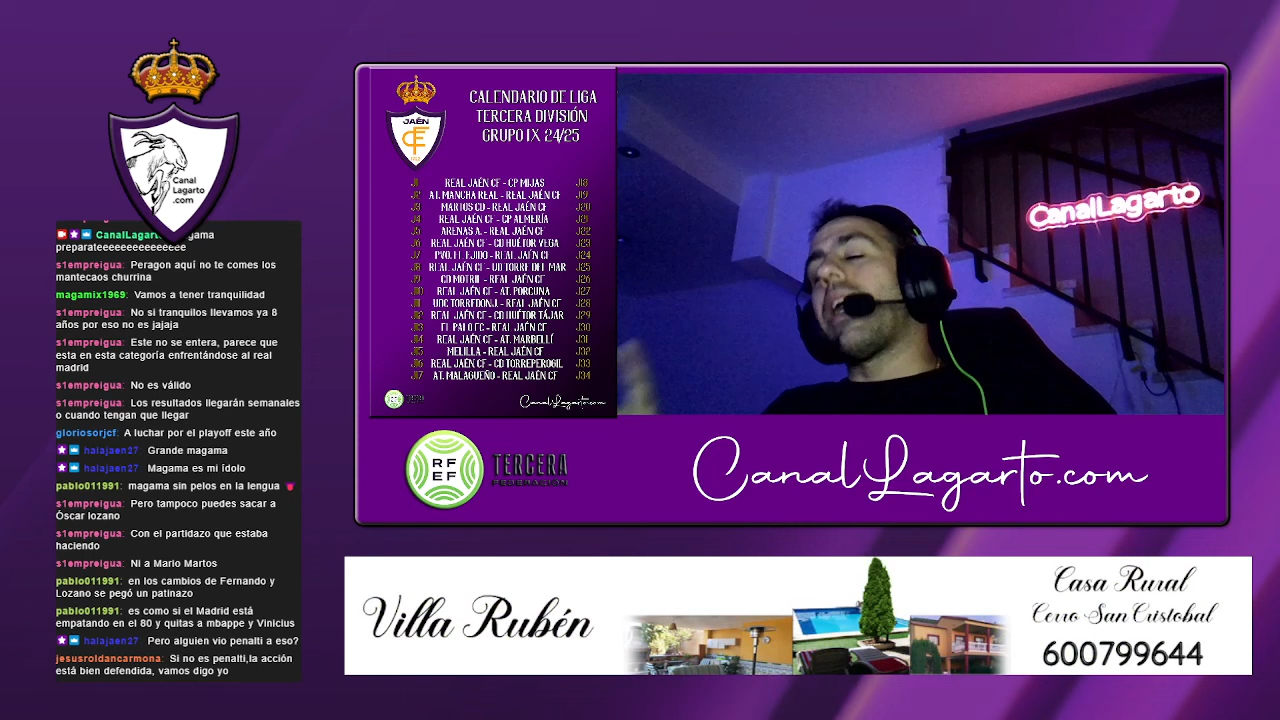 Canal
Lagarto
.com
CanalLagart
gama
preparateeeeeeeeeeeeeeee
s1empreigua: Peragon aquí no te comes los
mantecaos churrina
magamix1969: Vamos a tener tranquilidad
s1empreigua: No si tranquilos llevamos ya 8
años por eso no es jajaja
s1empreigua: Este no se entera, parece que
esta en esta categoría enfrentándose al real
madrid
s1empreigua: No es válido
s1empreigua: Los resultados llegarán semanales
o cuando tengan que llegar
gloriosorjcf: A luchar por el playoff este año
halajaen27 Grande magama
halajaen27 Magama es mi ídolo
pablo011991: magama sin pelos en la lengua
s1empreigua: Pero tampoco puedes sacar a
Óscar lozano
s1empreigua: Con el partidazo que estaba
haciendo
s1empreigua: Ni a Mario Martos
pablo011991: en los cambios de Fernando y
Lozano se pegó un patinazo
pablo011991: es como si el Madrid está
empatando en el 80 y quitas a mbappe y Vinicius
halajaen27 Pero alguien vio penalti a eso?
jesusroldancarmona: Si no es penalti,la acción
está bien defendida, vamos digo yo
JAÉN
CF
CALENDARIO DE LIGA
TERCERA DIVISIÓN
GRUPO IX 24/25
J1 REAL JAÉN CF - CP MIJAS J18
J2 AT. MANCHA REAL - REAL JAÉN CF J19
J3 MARTOS CD - REAL JAÉN CF J20
J4 REAL JAÉN CF - CP ALMERÍA J21
J5 ARENAS A. - REAL JAÉN CF J22
J6 REAL JAÉN CF - CD HUÉTOR VEGA J23
J7 PVO. EL EJIDO - REAL JAÉN CF J24
J8 REAL JAÉN CF - UD TORRE DEL MAR J25
J9 CD MOTRIL - REAL JAÉN CF J26
J10 REAL JAÉN CF - AT. PORCUNA J27
J11 UDC TORREDONJ. - REAL JAÉN CF J28
J12 REAL JAÉN CF - CD HUÉTOR TÁJAR J29
J13 EL PALO FC - REAL JAÉN CF J30
J14 REAL JAÉN CF - AT. MARBELLÍ J31
J15 MELILLA - REAL JAÉN CF J32
J16 REAL JAÉN CF - CD TORREPEROGIL J33
J17 AT. MALAGUEÑO - REAL JAÉN CF J34
CanalLagarto.com
CanalLagarto
RF
EF
TERCERA
FEDERACIÓN
CanalLagarto.com
Villa Rubén
Casa Rural
Cerro San Cristobal
600799644